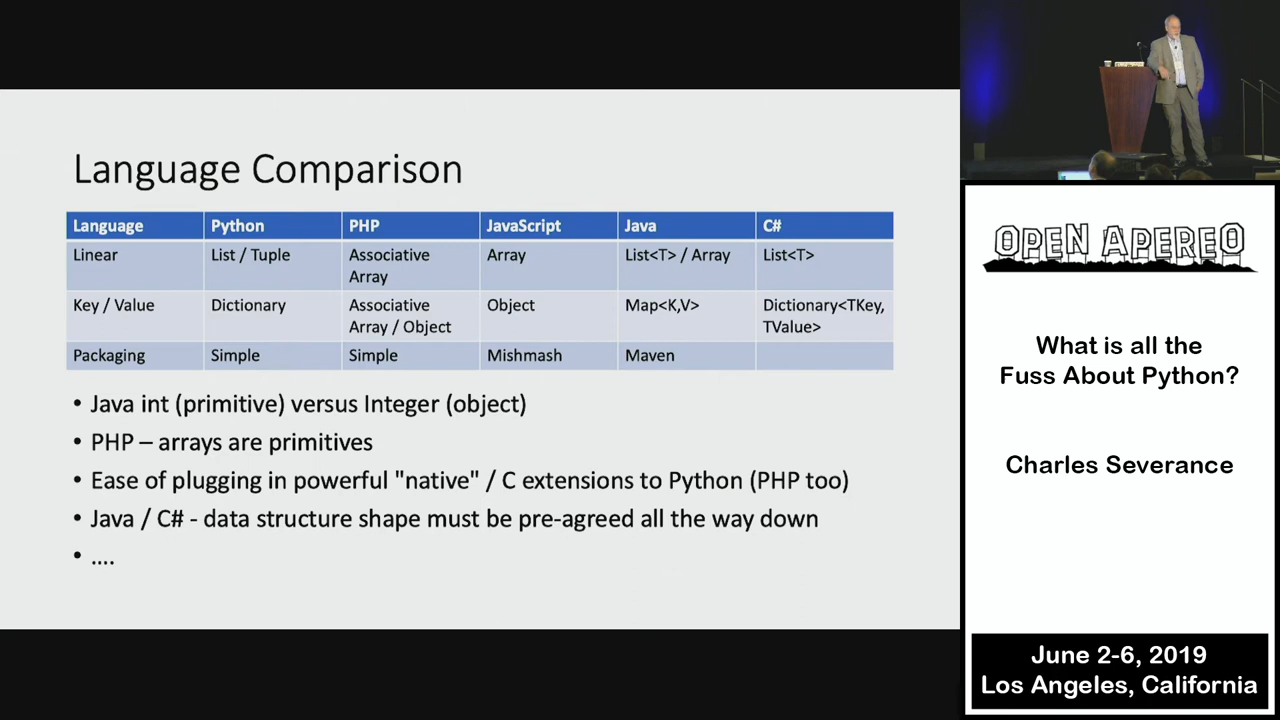 Language Comparison
Language Python PHP JavaScript Java C#
Linear List / Tuple Associative Array Array List<T> / Array List<T>
Key / Value Dictionary Associative Array / Object Object Map<K,V> Dictionary<TKey, TValue>
Packaging Simple Simple Mishmash Maven
• Java int (primitive) versus Integer (object)
• PHP – arrays are primitives
• Ease of plugging in powerful "native" / C extensions to Python (PHP too)
• Java / C# - data structure shape must be pre-agreed all the way down
• ....
OPEN APEREO
What is all the
Fuss About Python?
Charles Severance
June 2-6, 2019
Los Angeles, California